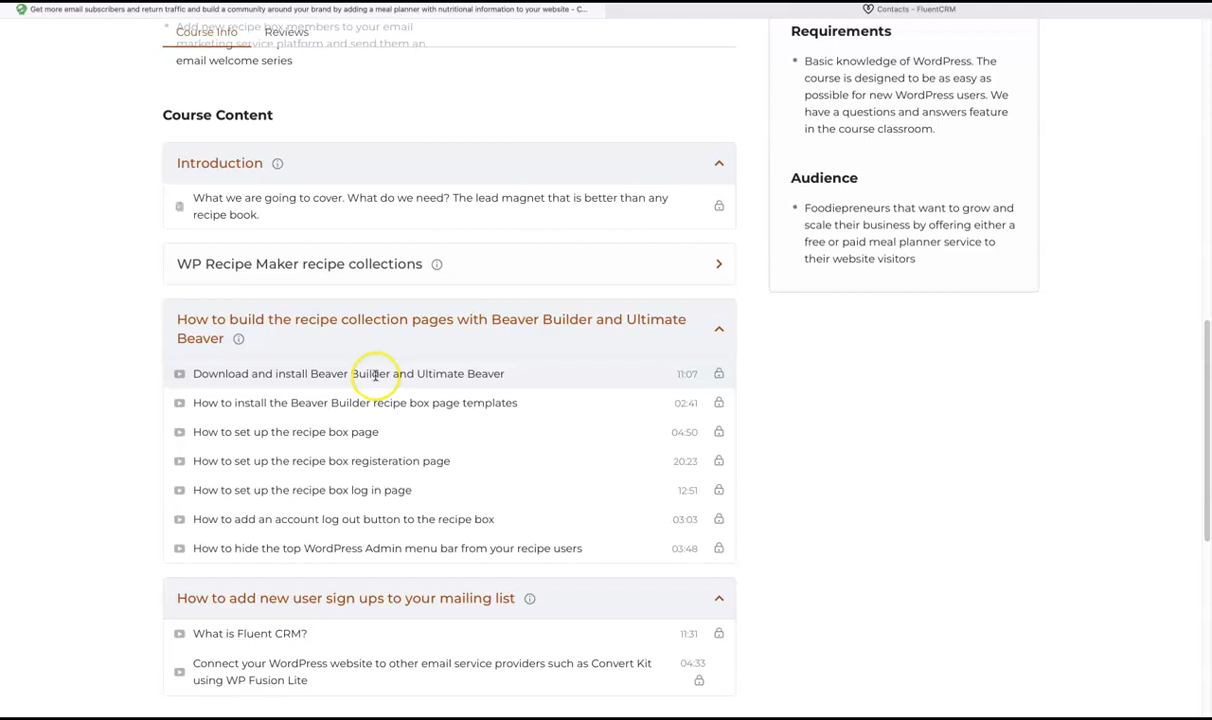 Get more email subscribers and return traffic and build a community around your brand by adding a meal planner with nutritional information to your website - C...
Contacts - FluentCRM
Add new recipe box members to your email
marketing service platform and send them an
email welcome series
Course Info
Reviews
Course Content
Introduction
What we are going to cover. What do we need? The lead magnet that is better than any
recipe book.
WP Recipe Maker recipe collections
How to build the recipe collection pages with Beaver Builder and Ultimate
Beaver
Download and install Beaver Builder and Ultimate Beaver 11:07
How to install the Beaver Builder recipe box page templates 02:41
How to set up the recipe box page 04:50
How to set up the recipe box registeration page 20:23
How to set up the recipe box log in page 12:51
How to add an account log out button to the recipe box 03:03
How to hide the top WordPress Admin menu bar from your recipe users 03:48
How to add new user sign ups to your mailing list
What is Fluent CRM? 11:31
Connect your WordPress website to other email service providers such as Convert Kit 04:33
using WP Fusion Lite
Requirements
Basic knowledge of WordPress. The
course is designed to be as easy as
possible for new WordPress users. We
have a questions and answers feature
in the course classroom.
Audience
Foodiepreneurs that want to grow and
scale their business by offering either a
free or paid meal planner service to
their website visitors